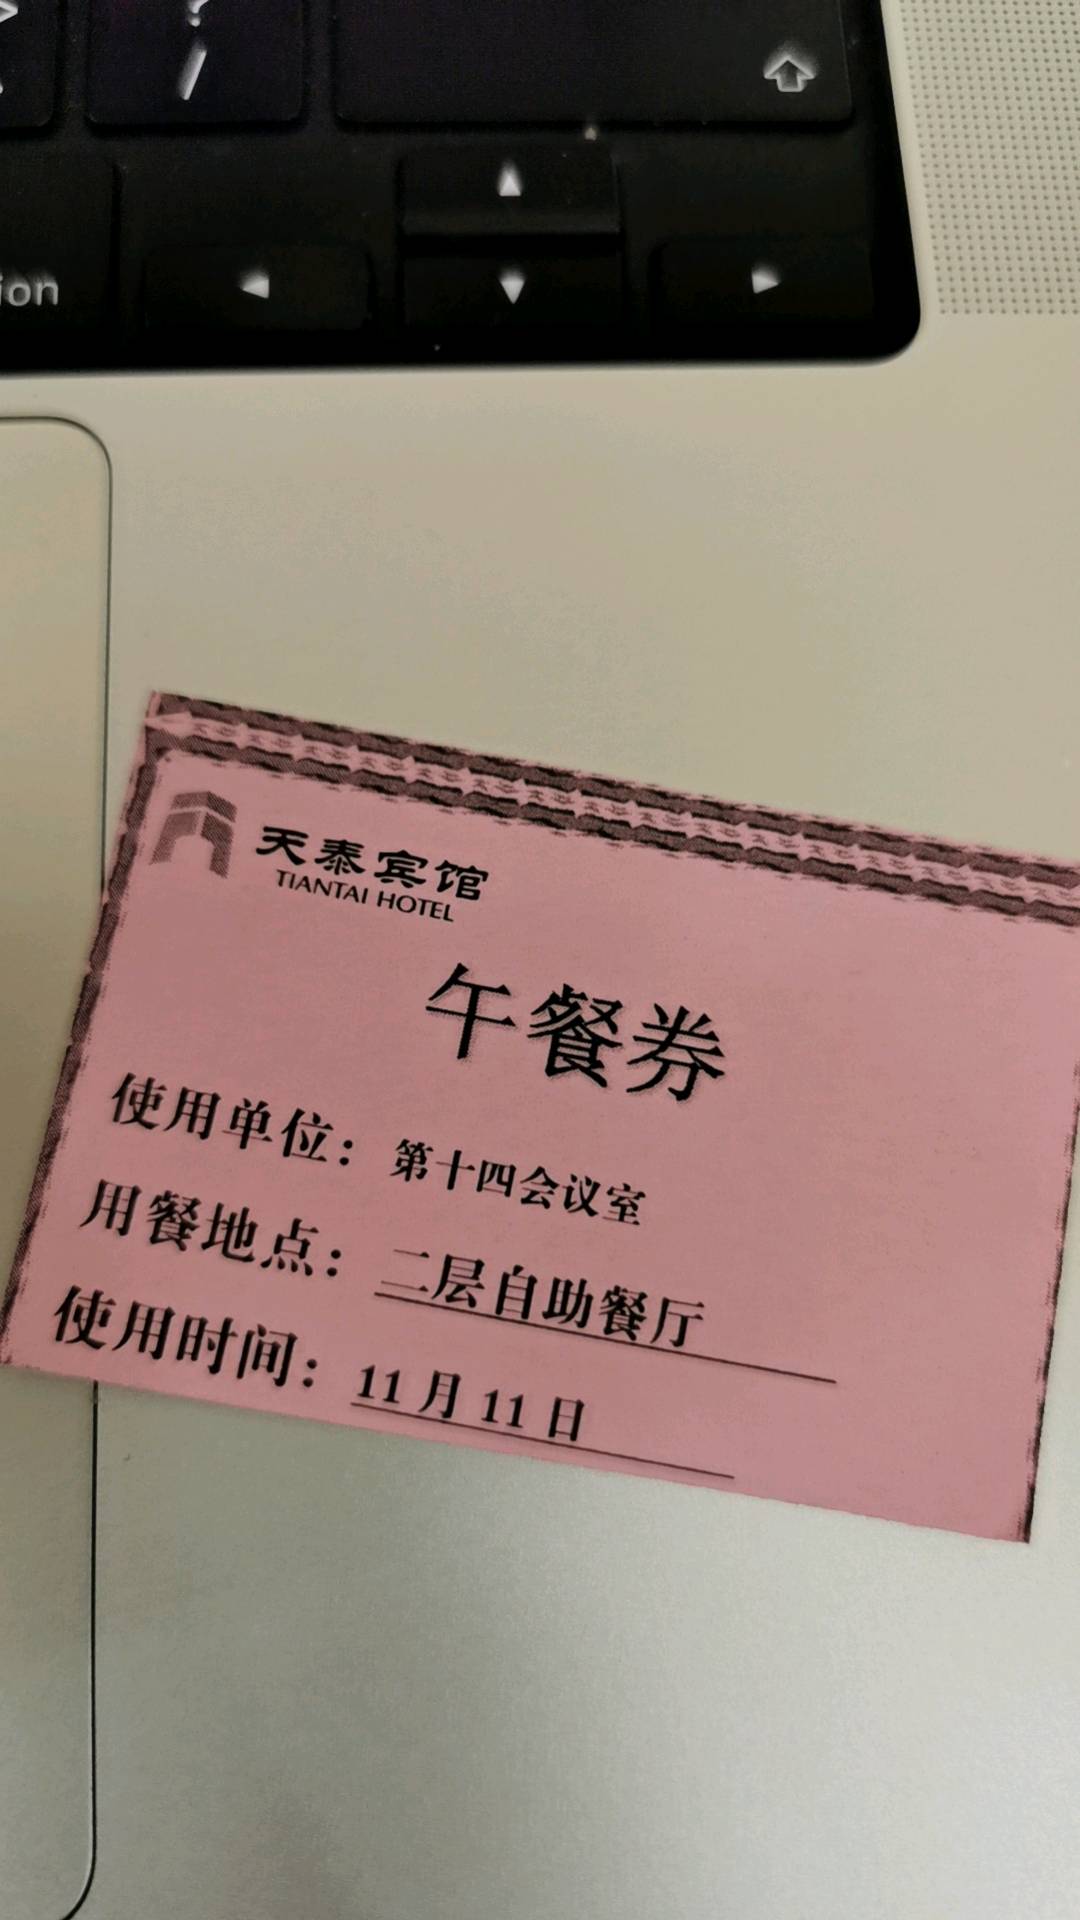 ?
/
ion
天泰宾馆
TIANTAI HOTEL
午餐券
使用单位：第十四会议室
用餐地点：二层自助餐厅
使用时间：11月11日